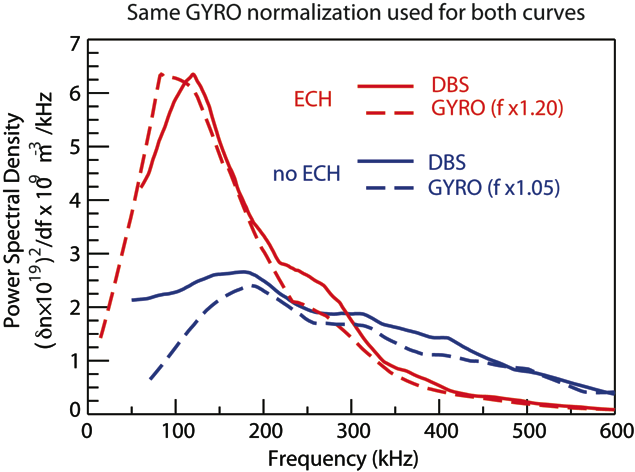 Same GYRO normalization used for both curves
7
6
5
4
3
2
1
0
Power Spectral Density
(δn×10¹⁹)²/df x 10⁻⁹ m⁻³/kHz
ECH
DBS
GYRO (f x1.20)
no ECH
DBS
GYRO (f x1.05)
0 100 200 300 400 500 600
Frequency (kHz)